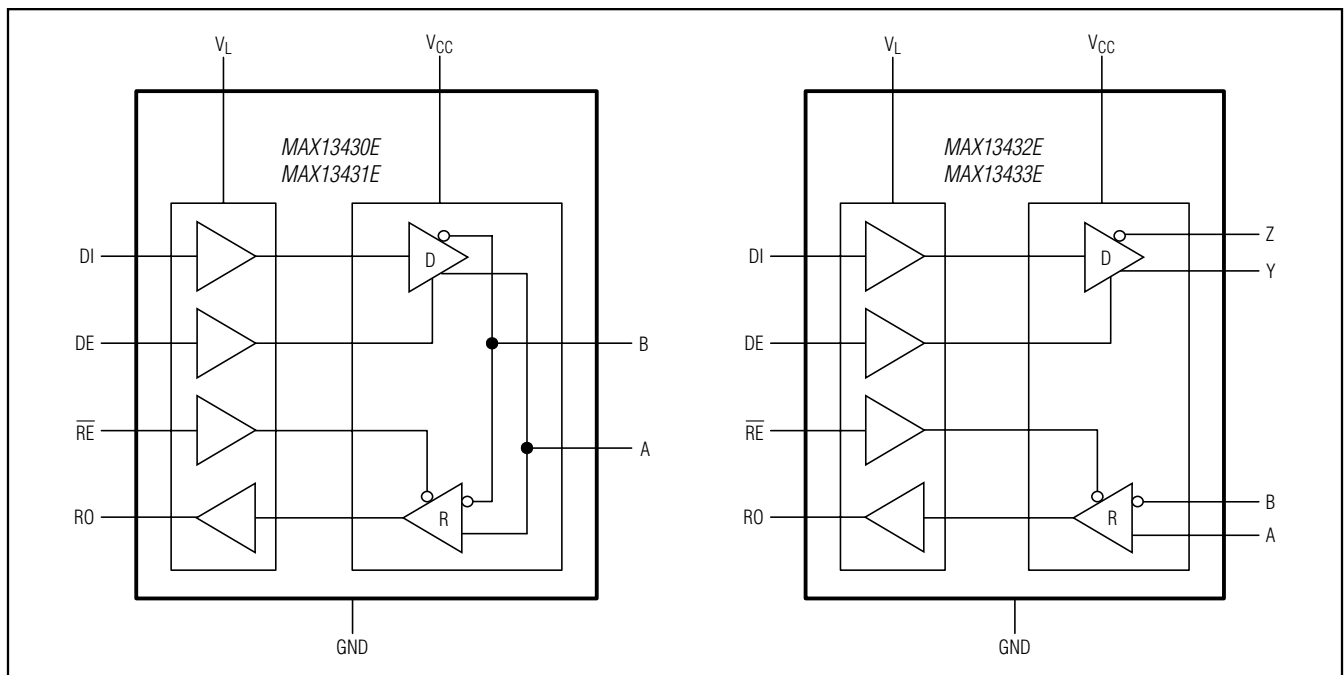 VL
VCC
MAX13430E
MAX13431E
DI
D
DE
B
RE
A
RO
R
GND
VL
VCC
MAX13432E
MAX13433E
DI
D
Z
Y
DE
RE
RO
R
B
A
GND